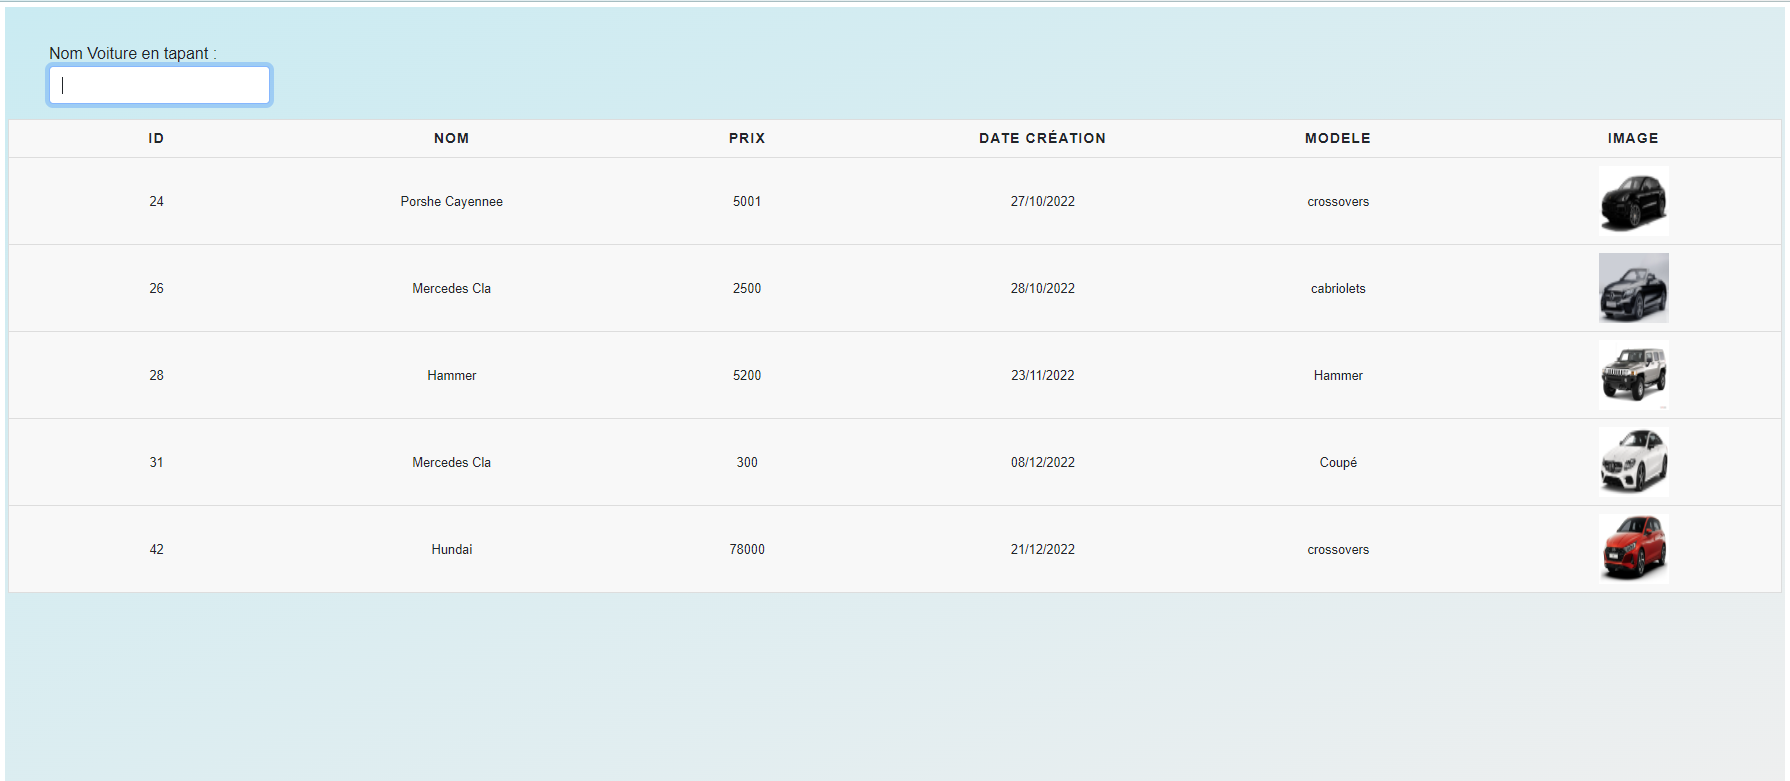 Nom Voiture en tapant :
ID NOM PRIX DATE CRÉATION MODELE IMAGE
24 Porshe Cayennee 5001 27/10/2022 crossovers
26 Mercedes Cla 2500 28/10/2022 cabriolets
28 Hammer 5200 23/11/2022 Hammer
31 Mercedes Cla 300 08/12/2022 Coupé
42 Hundai 78000 21/12/2022 crossovers